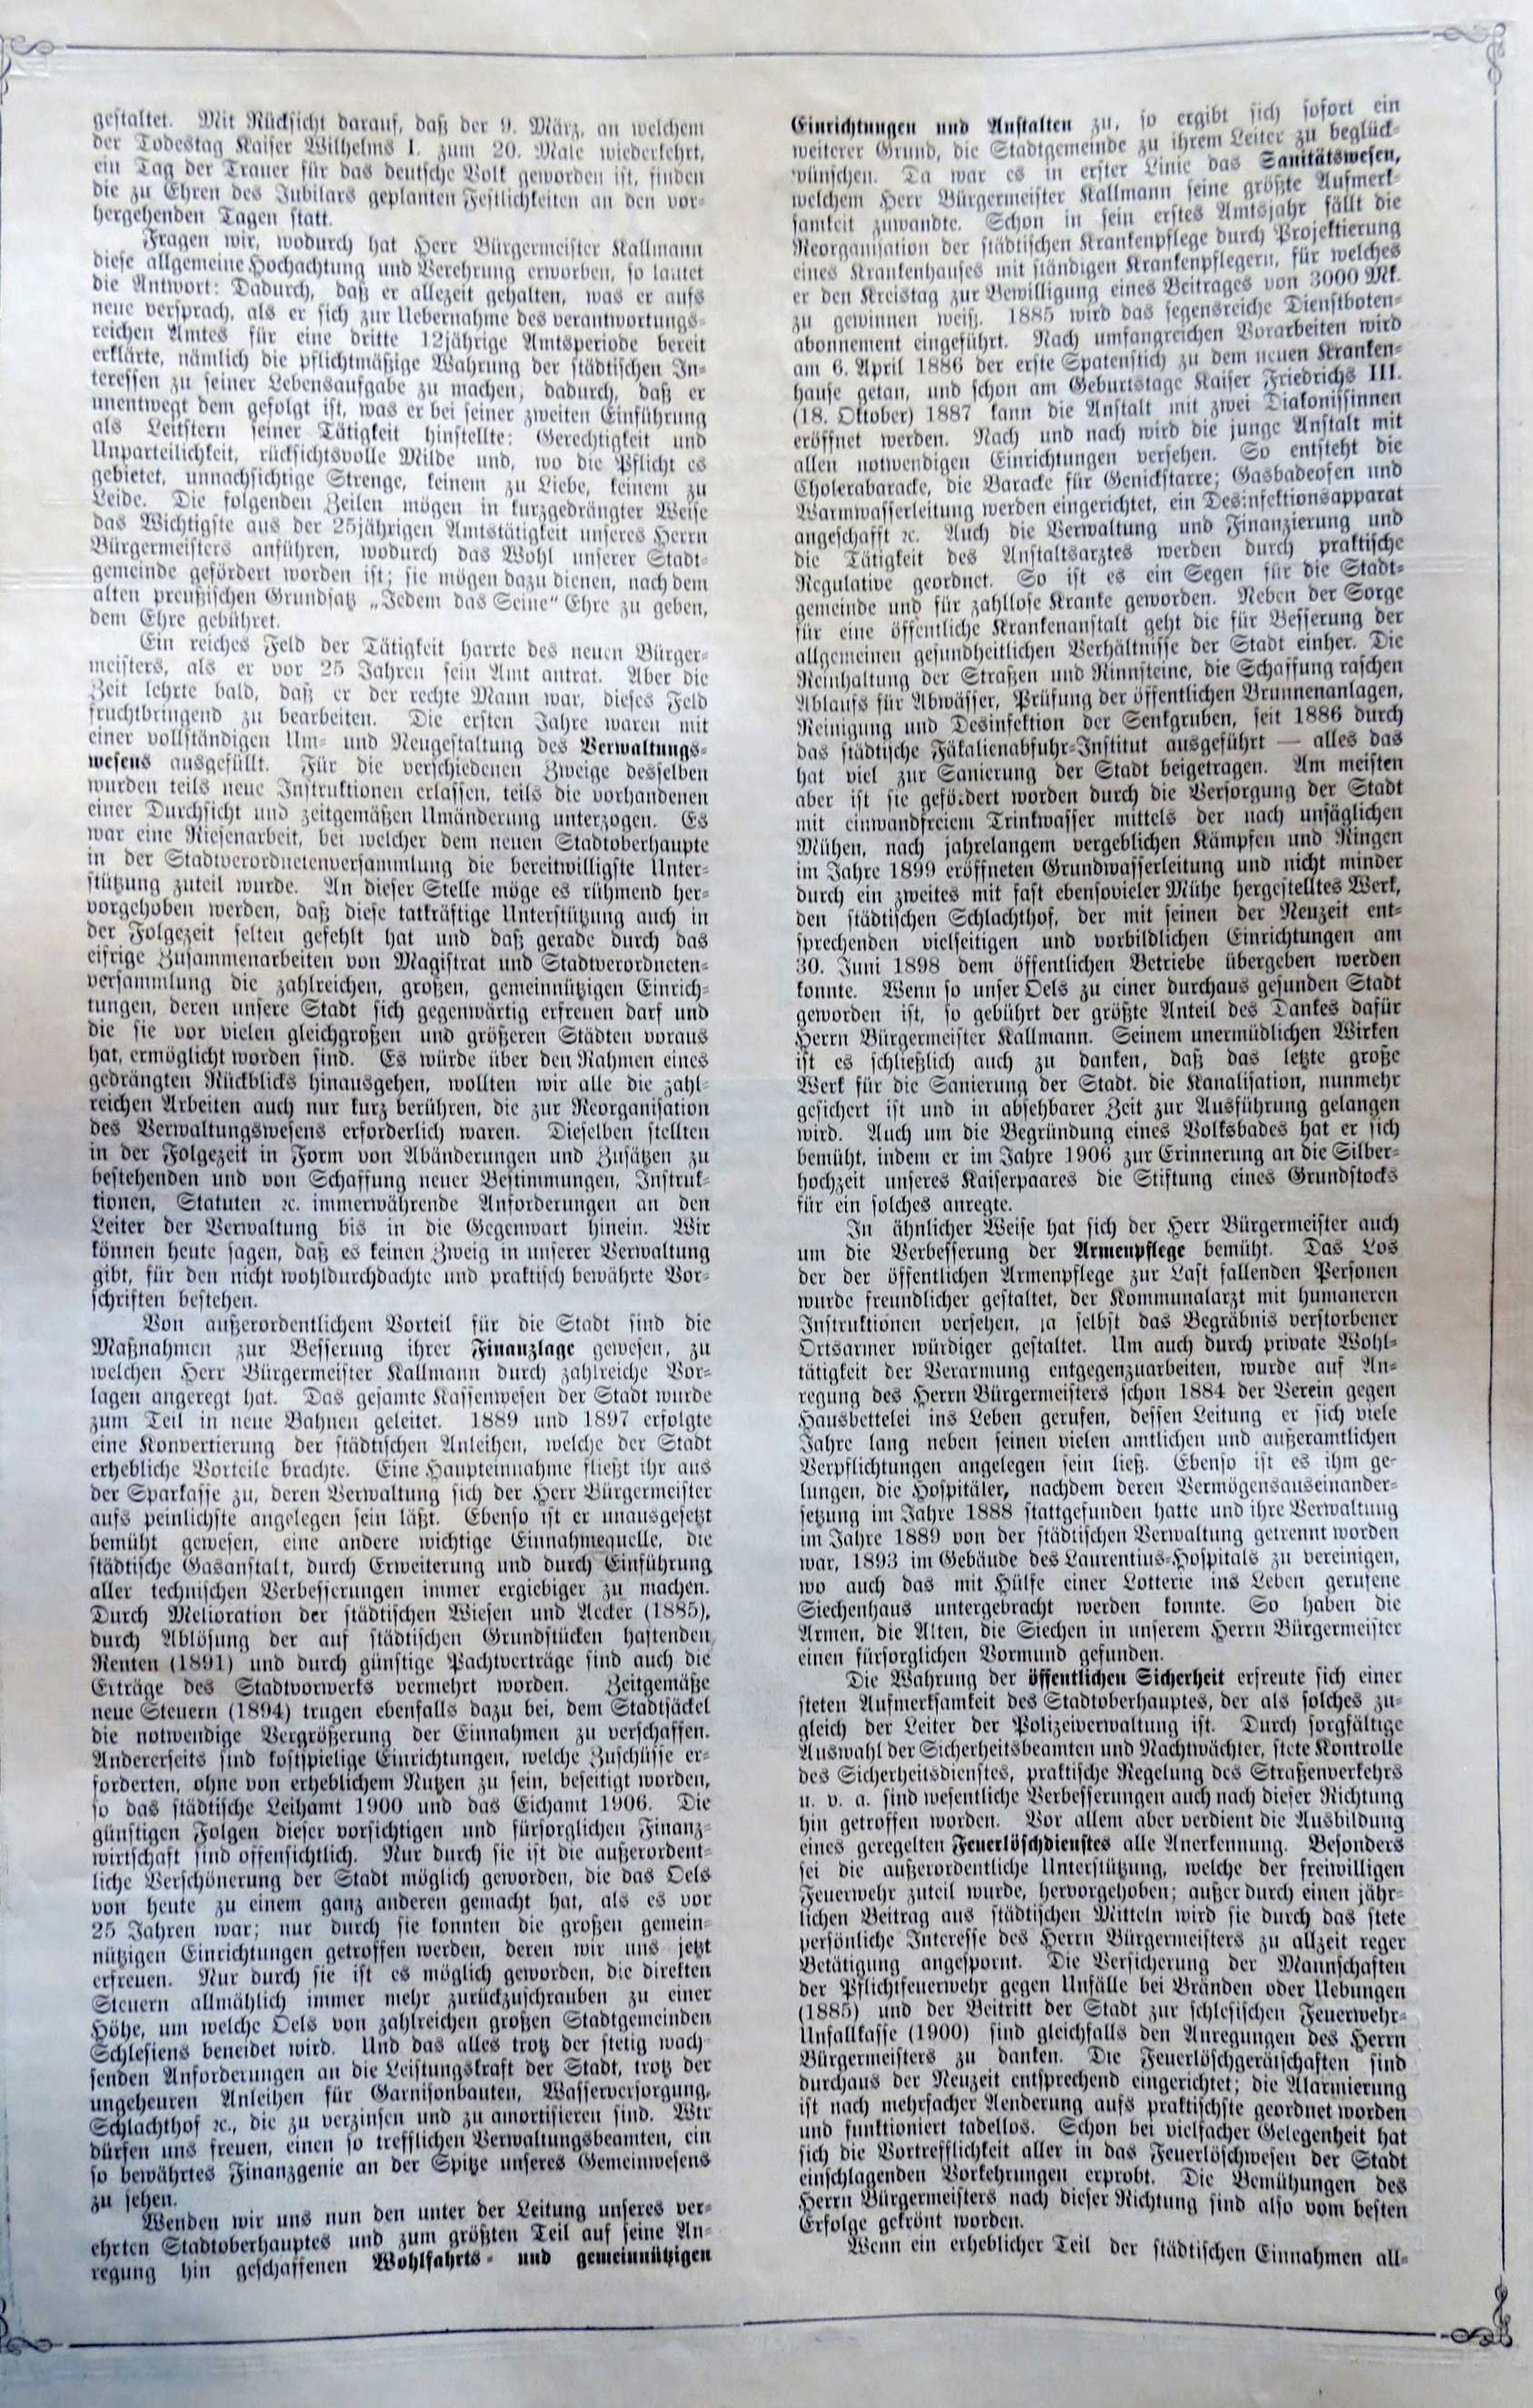 gestaltet. Mit Rücksicht darauf, daß der 9. März, an welchem
der Todestag Kaiser Wilhelms I. zum 20. Male wiederkehrt,
ein Tag der Trauer für das deutsche Volk geworden ist, finden
die zu Ehren des Jubilars geplanten Festlichkeiten an den vor-
hergehenden Tagen statt.
Fragen wir, wodurch hat Herr Bürgermeister Kallmann
diese allgemeine Hochachtung und Verehrung erworben, so lautet
die Antwort: Dadurch, daß er allezeit gehalten, was er aufs
neue versprach, als er sich zur Uebernahme des verantwortungs-
reichen Amtes für eine dritte 12jährige Amtsperiode bereit
erklärte, nämlich die pflichtmäßige Wahrung der städtischen In-
teressen zu seiner Lebensaufgabe zu machen, dadurch, daß er
unentwegt dem gefolgt ist, was er bei seiner zweiten Einführung
als Leitstern seiner Tätigkeit hinstellte: Gerechtigkeit und
Unparteilichkeit, rücksichtsvolle Milde und, wo die Pflicht es
gebietet, unnachsichtige Strenge, keinem zu Liebe, keinem zu
Leide. Die folgenden Zeilen mögen in kurzgedrängter Weise
das Wichtigste aus der 25jährigen Amtstätigkeit unseres Herrn
Bürgermeisters anführen, wodurch das Wohl unserer Stadt-
gemeinde gefördert worden ist; sie mögen dazu dienen, nach dem
alten preußischen Grundsatz „Jedem das Seine“ Ehre zu geben,
dem Ehre gebühret.
Ein reiches Feld der Tätigkeit harrte des neuen Bürger-
meisters, als er vor 25 Jahren sein Amt antrat. Aber die
Zeit lehrte bald, daß er der rechte Mann war, dieses Feld
fruchtbringend zu bearbeiten. Die ersten Jahre waren mit
einer vollständigen Um- und Neugestaltung des Verwaltungs-
wesens ausgefüllt. Für die verschiedenen Zweige desselben
wurden teils neue Instruktionen erlassen, teils die vorhandenen
einer Durchsicht und zeitgemäßen Umänderung unterzogen. Es
war eine Riesenarbeit, bei welcher dem neuen Stadtoberhaupte
in der Stadtverordnetenversammlung die bereitwilligste Unter-
stützung zuteil wurde. An dieser Stelle möge es rühmend her-
vorgehoben werden, daß diese tatkräftige Unterstützung auch in
der Folgezeit selten gefehlt hat und daß gerade durch das
eifrige Zusammenarbeiten von Magistrat und Stadtverordneten-
versammlung die zahlreichen, großen, gemeinnützigen Einrich-
tungen, deren unsere Stadt sich gegenwärtig erfreuen darf und
die sie vor vielen gleichgroßen und größeren Städten voraus
hat, ermöglicht worden sind. Es würde über den Rahmen eines
gedrängten Rückblicks hinausgehen, wollten wir alle die zahl-
reichen Arbeiten auch nur kurz berühren, die zur Reorganisation
des Verwaltungswesens erforderlich waren. Dieselben stellten
in der Folgezeit in Form von Abänderungen und Zusätzen zu
bestehenden und von Schaffung neuer Bestimmungen, Instruk-
tionen, Statuten ꝛc. immerwährende Anforderungen an den
Leiter der Verwaltung bis in die Gegenwart hinein. Wir
können heute sagen, daß es keinen Zweig in unserer Verwaltung
gibt, für den nicht wohldurchdachte und praktisch bewährte Vor-
schriften bestehen.
Von außerordentlichem Vorteil für die Stadt sind die
Maßnahmen zur Besserung ihrer Finanzlage gewesen, zu
welchen Herr Bürgermeister Kallmann durch zahlreiche Vor-
lagen angeregt hat. Das gesamte Kassenwesen der Stadt wurde
zum Teil in neue Bahnen geleitet. 1889 und 1897 erfolgte
eine Konvertierung der städtischen Anleihen, welche der Stadt
erhebliche Vorteile brachte. Eine Haupteinnahme fließt ihr aus
der Sparkasse zu, deren Verwaltung sich der Herr Bürgermeister
aufs peinlichste angelegen sein läßt. Ebenso ist er unausgesetzt
bemüht gewesen, eine andere wichtige Einnahmequelle, die
städtische Gasanstalt, durch Erweiterung und durch Einführung
aller technischen Verbesserungen immer ergiebiger zu machen.
Durch Melioration der städtischen Wiesen und Aecker (1885),
durch Ablösung der auf städtischen Grundstücken haftenden
Renten (1891) und durch günstige Pachtverträge sind auch die
Erträge des Stadtvorwerks vermehrt worden. Zeitgemäße
neue Steuern (1894) trugen ebenfalls dazu bei, dem Stadtsäckel
die notwendige Vergrößerung der Einnahmen zu verschaffen.
Andererseits sind kostspielige Einrichtungen, welche Zuschüsse er-
forderten, ohne von erheblichem Nutzen zu sein, beseitigt worden,
so das städtische Leihamt 1900 und das Eichamt 1906. Die
günstigen Folgen dieser vorsichtigen und fürsorglichen Finanz-
wirtschaft sind offensichtlich. Nur durch sie ist die außerordent-
liche Verschönerung der Stadt möglich geworden, die das Oels
von heute zu einem ganz anderen gemacht hat, als es vor
25 Jahren war; nur durch sie konnten die großen gemein-
nützigen Einrichtungen getroffen werden, deren wir uns jetzt
erfreuen. Nur durch sie ist es möglich geworden, die direkten
Steuern allmählich immer mehr zurückzuschrauben zu einer
Höhe, um welche Oels von zahlreichen großen Stadtgemeinden
Schlesiens beneidet wird. Und das alles trotz der stetig wach-
senden Anforderungen an die Leistungskraft der Stadt, trotz der
ungeheuren Anleihen für Garnisonbauten, Wasserversorgung,
Schlachthof ꝛc., die zu verzinsen und zu amortisieren sind. Wir
dürfen uns freuen, einen so trefflichen Verwaltungsbeamten, ein
so bewährtes Finanzgenie an der Spitze unseres Gemeinwesens
zu sehen.
Wenden wir uns nun den unter der Leitung unseres ver-
ehrten Stadtoberhauptes und zum größten Teil auf seine An-
regung hin geschaffenen Wohlfahrts- und gemeinnützigen
Einrichtungen und Anstalten zu, so ergibt sich sofort ein
weiterer Grund, die Stadtgemeinde zu ihrem Leiter zu beglück-
wünschen. Da war es in erster Linie das Sanitätswesen,
welchem Herr Bürgermeister Kallmann seine größte Aufmerk-
samkeit zuwandte. Schon in sein erstes Amtsjahr fällt die
Reorganisation der städtischen Krankenpflege durch Projektierung
eines Krankenhauses mit ständigen Krankenpflegern, für welches
er den Kreistag zur Bewilligung eines Beitrages von 3000 Mk.
zu gewinnen weiß. 1885 wird das segensreiche Dienstboten-
abonnement eingeführt. Nach umfangreichen Vorarbeiten wird
am 6. April 1886 der erste Spatenstich zu dem neuen Kranken-
hause getan, und schon am Geburtstage Kaiser Friedrichs III.
(18. Oktober) 1887 kann die Anstalt mit zwei Diakonissinnen
eröffnet werden. Nach und nach wird die junge Anstalt mit
allen notwendigen Einrichtungen versehen. So entsteht die
Cholerabaracke, die Baracke für Genickstarre; Gasbadeofen und
Warmwasserleitung werden eingerichtet, ein Desinfektionsapparat
angeschafft ꝛc. Auch die Verwaltung und Finanzierung und
die Tätigkeit des Anstaltsarztes werden durch praktische
Regulative geordnet. So ist es ein Segen für die Stadt-
gemeinde und für zahllose Kranke geworden. Neben der Sorge
für eine öffentliche Krankenanstalt geht die für Besserung der
allgemeinen gesundheitlichen Verhältnisse der Stadt einher. Die
Reinhaltung der Straßen und Rinnsteine, die Schaffung raschen
Ablaufs für Abwässer, Prüfung der öffentlichen Brunnenanlagen,
Reinigung und Desinfektion der Senkgruben, seit 1886 durch
das städtische Fäkalienabfuhr-Institut ausgeführt — alles das
hat viel zur Sanierung der Stadt beigetragen. Am meisten
aber ist sie gefördert worden durch die Versorgung der Stadt
mit einwandfreiem Trinkwasser mittels der nach unsäglichen
Mühen, nach jahrelangem vergeblichen Kämpfen und Ringen
im Jahre 1899 eröffneten Grundwasserleitung und nicht minder
durch ein zweites mit fast ebensovieler Mühe hergestelltes Werk,
den städtischen Schlachthof, der mit seinen der Neuzeit ent-
sprechenden vielseitigen und vorbildlichen Einrichtungen am
30. Juni 1898 dem öffentlichen Betriebe übergeben werden
konnte. Wenn so unser Oels zu einer durchaus gesunden Stadt
geworden ist, so gebührt der größte Anteil des Dankes dafür
Herrn Bürgermeister Kallmann. Seinem unermüdlichen Wirken
ist es schließlich auch zu danken, daß das letzte große
Werk für die Sanierung der Stadt. die Kanalisation, nunmehr
gesichert ist und in absehbarer Zeit zur Ausführung gelangen
wird. Auch um die Begründung eines Volksbades hat er sich
bemüht, indem er im Jahre 1906 zur Erinnerung an die Silber-
hochzeit unseres Kaiserpaares die Stiftung eines Grundstocks
für ein solches anregte.
In ähnlicher Weise hat sich der Herr Bürgermeister auch
um die Verbesserung der Armenpflege bemüht. Das Los
der der öffentlichen Armenpflege zur Last fallenden Personen
wurde freundlicher gestaltet, der Kommunalarzt mit humaneren
Instruktionen versehen, ja selbst das Begräbnis verstorbener
Ortsarmer würdiger gestaltet. Um auch durch private Wohl-
tätigkeit der Verarmung entgegenzuarbeiten, wurde auf An-
regung des Herrn Bürgermeisters schon 1884 der Verein gegen
Hausbettelei ins Leben gerufen, dessen Leitung er sich viele
Jahre lang neben seinen vielen amtlichen und außeramtlichen
Verpflichtungen angelegen sein ließ. Ebenso ist es ihm ge-
lungen, die Hospitäler, nachdem deren Vermögensauseinander-
setzung im Jahre 1888 stattgefunden hatte und ihre Verwaltung
im Jahre 1889 von der städtischen Verwaltung getrennt worden
war, 1893 im Gebäude des Laurentius-Hospitals zu vereinigen,
wo auch das mit Hülfe einer Lotterie ins Leben gerufene
Siechenhaus untergebracht werden konnte. So haben die
Armen, die Alten, die Siechen in unserem Herrn Bürgermeister
einen fürsorglichen Vormund gefunden.
Die Wahrung der öffentlichen Sicherheit erfreute sich einer
steten Aufmerksamkeit des Stadtoberhauptes, der als solches zu-
gleich der Leiter der Polizeiverwaltung ist. Durch sorgfältige
Auswahl der Sicherheitsbeamten und Nachtwächter, stete Kontrolle
des Sicherheitsdienstes, praktische Regelung des Straßenverkehrs
u. v. a. sind wesentliche Verbesserungen auch nach dieser Richtung
hin getroffen worden. Vor allem aber verdient die Ausbildung
eines geregelten Feuerlöschdienstes alle Anerkennung. Besonders
sei die außerordentliche Unterstützung, welche der freiwilligen
Feuerwehr zuteil wurde, hervorgehoben; außer durch einen jähr-
lichen Beitrag aus städtischen Mitteln wird sie durch das stete
persönliche Interesse des Herrn Bürgermeisters zu allzeit reger
Betätigung angespornt. Die Versicherung der Mannschaften
der Pflichtfeuerwehr gegen Unfälle bei Bränden oder Uebungen
(1885) und der Beitritt der Stadt zur schlesischen Feuerwehr-
Unfallkasse (1900) sind gleichfalls den Anregungen des Herrn
Bürgermeisters zu danken. Die Feuerlöschgerätschaften sind
durchaus der Neuzeit entsprechend eingerichtet; die Alarmierung
ist nach mehrfacher Aenderung aufs praktischste geordnet worden
und funktioniert tadellos. Schon bei vielfacher Gelegenheit hat
sich die Vortrefflichkeit aller in das Feuerlöschwesen der Stadt
einschlagenden Vorkehrungen erprobt. Die Bemühungen des
Herrn Bürgermeisters nach dieser Richtung sind also vom besten
Erfolge gekrönt worden.
Wenn ein erheblicher Teil der städtischen Einnahmen all-